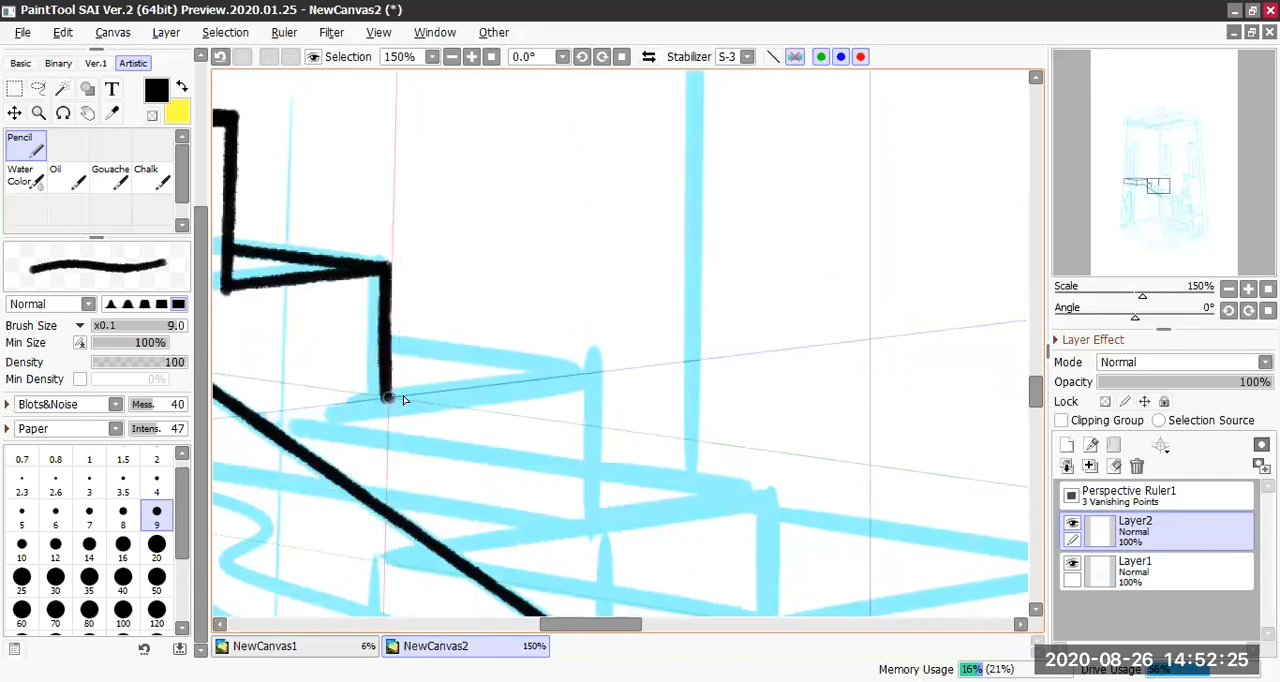 PaintTool SAI Ver.2 (64bit) Preview.2020.01.25 - NewCanvas2 (*)
File Edit Canvas Layer Selection Ruler Filter View Window Other
Basic Binary Ver.1 Artistic
Selection 150% 0.0° Stabilizer S-3
T
Pencil
Water Color Oil Gouache Chalk
Normal
Brush Size x0.1 9.0
Min Size 100%
Density 100
Min Density 0%
Blots&Noise Mess. 40
Paper Intens. 47
0.7 0.8 1 1.5 2
2.3 2.6 3 3.5 4
5 6 7 8 9
10 12 14 16 20
25 30 35 40 50
60 70 80 100 120
Scale 150%
Angle 0°
Layer Effect
Mode Normal
Opacity 100%
Lock
Clipping Group Selection Source
Perspective Ruler1
3 Vanishing Points
Layer2
Normal
100%
Layer1
Normal
100%
NewCanvas1 6% NewCanvas2 150%
Memory Usage 16% (21%) Drive Usage 56%
2020-08-26 14:52:25